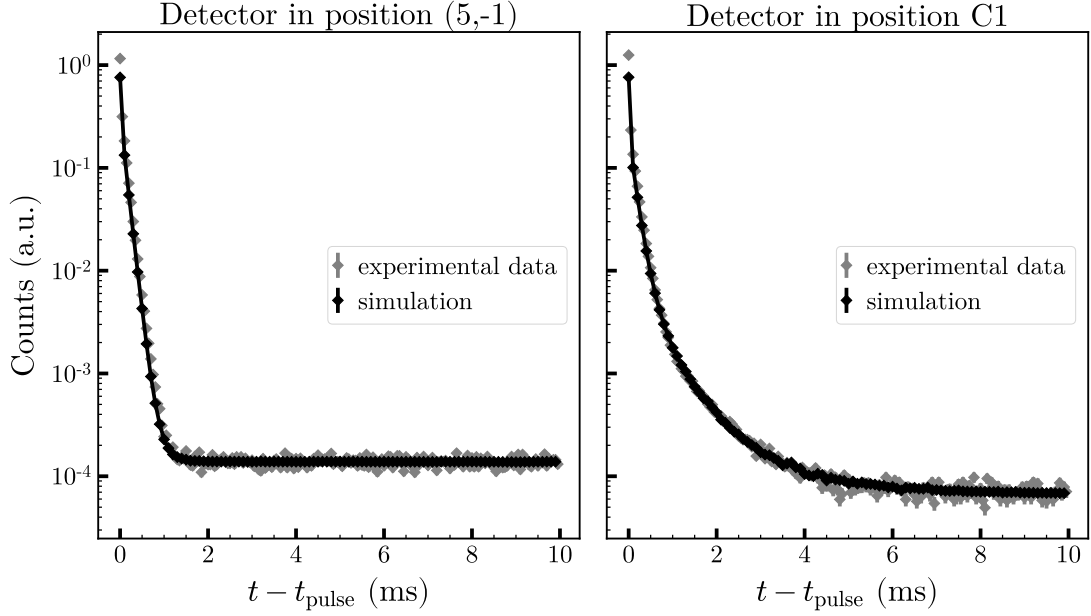 Detector in position (5,-1)
Detector in position C1
Counts (a.u.)
10⁰
10⁻¹
10⁻²
10⁻³
10⁻⁴
experimental data
simulation
experimental data
simulation
0 2 4 6 8 10
0 2 4 6 8 10
t − t_pulse (ms)
t − t_pulse (ms)